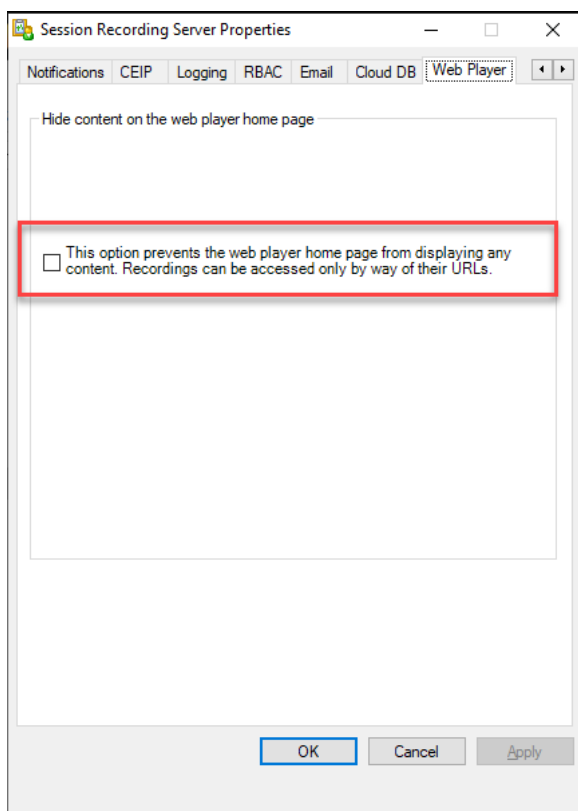 Session Recording Server Properties
Notifications CEIP Logging RBAC Email Cloud DB Web Player
Hide content on the web player home page
This option prevents the web player home page from displaying any
content. Recordings can be accessed only by way of their URLs.
OK Cancel Apply